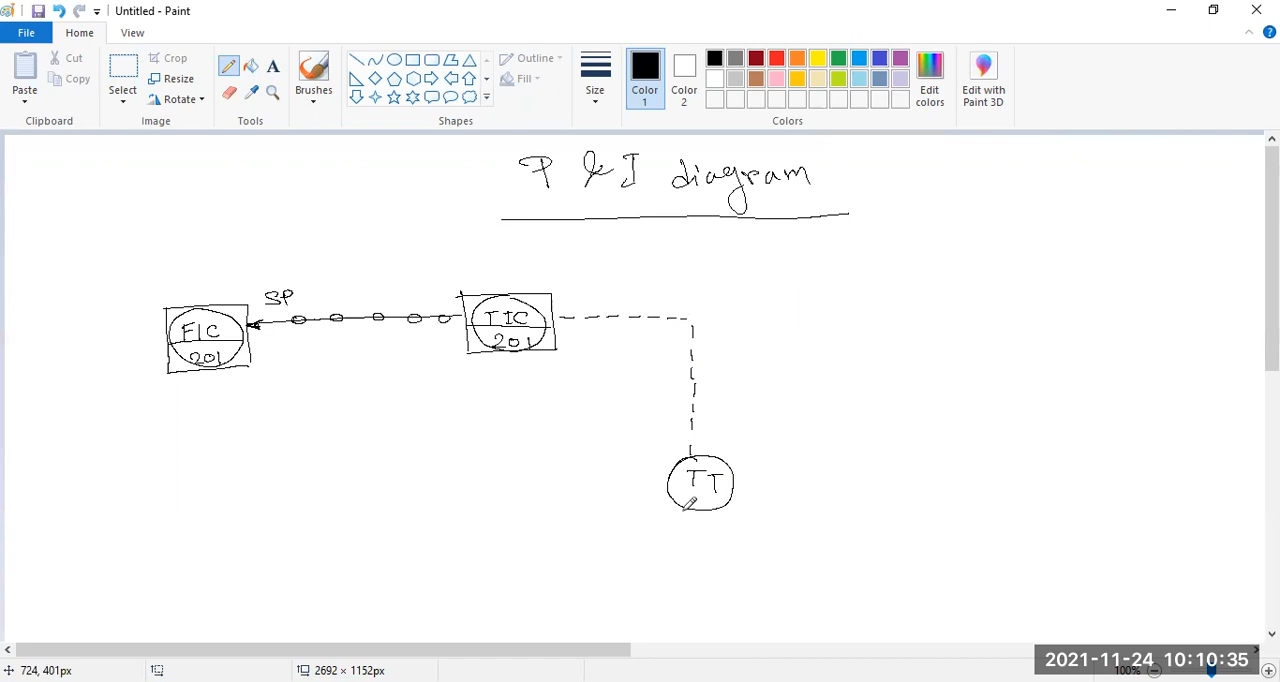 Untitled - Paint
File Home View
Cut
Copy
Paste
Clipboard
Crop
Resize
Rotate
Select
Image
Tools
Brushes
Outline
Fill
Shapes
Size
Color 1
Color 2
Edit colors
Edit with Paint 3D
Colors
P & I diagram
SP
FIC
201
TIC
201
TT
724, 401px
2692 × 1152px
100%
2021-11-24 10:10:35